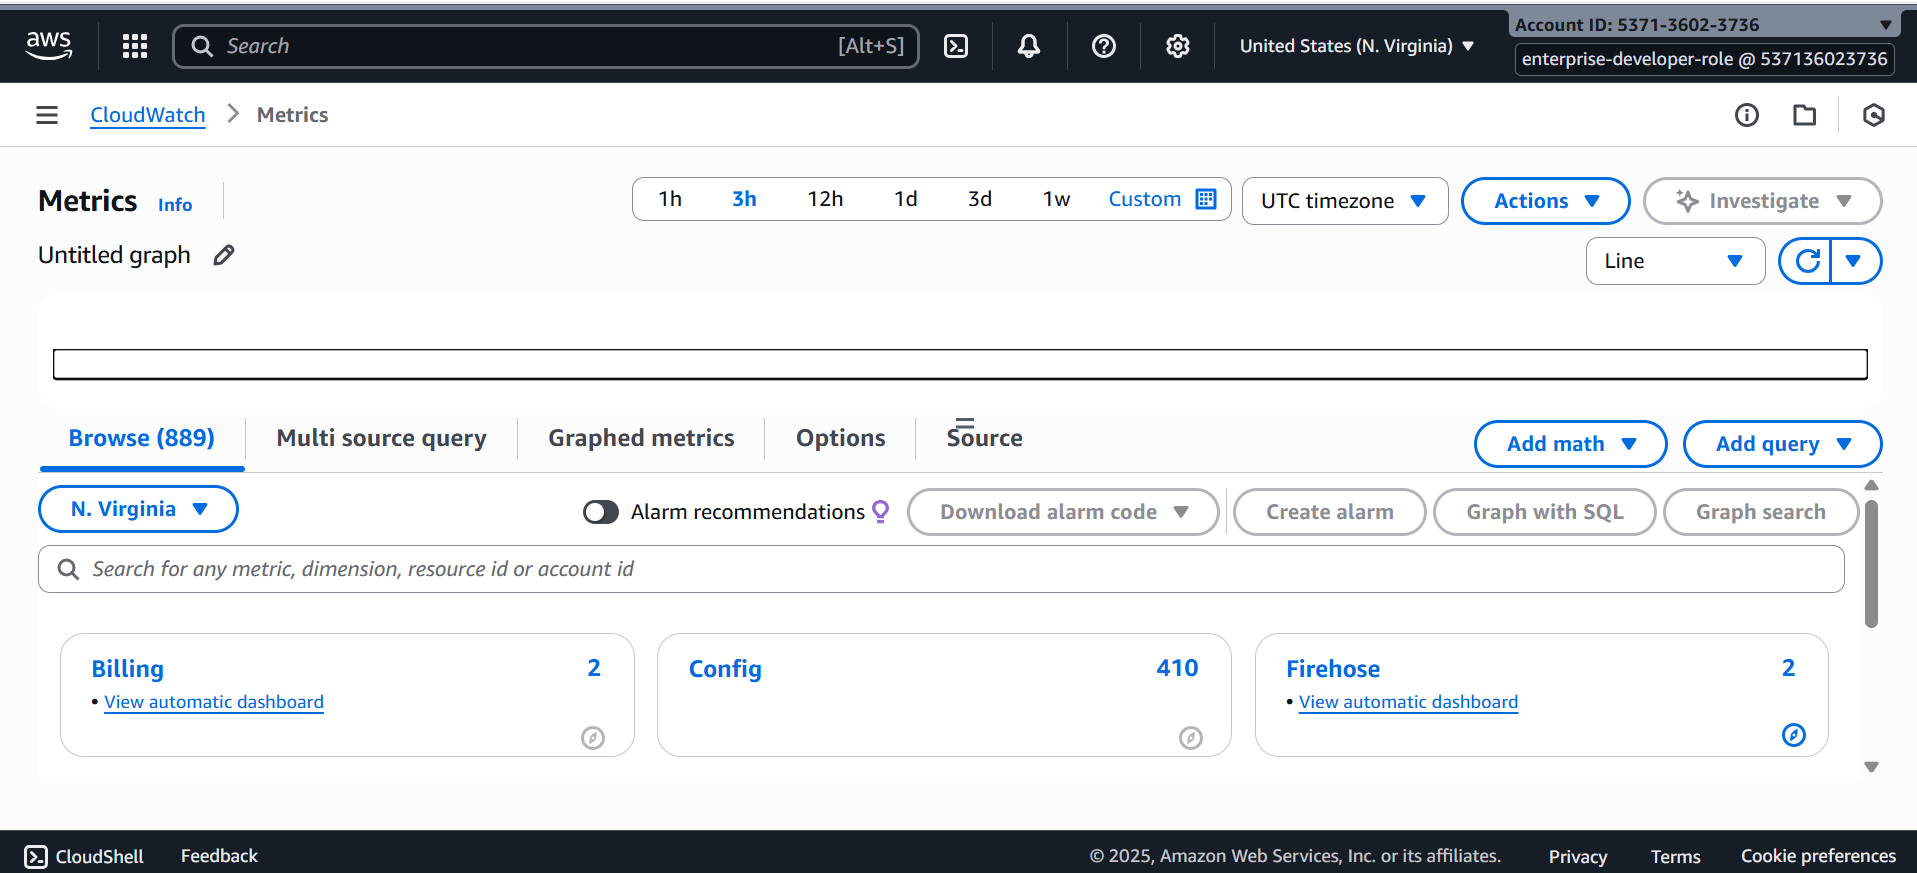 aws Search [Alt+S] United States (N. Virginia) Account ID: 5371-3602-3736
enterprise-developer-role @ 537136023736
CloudWatch Metrics
Metrics Info 1h 3h 12h 1d 3d 1w Custom UTC timezone Actions Investigate
Untitled graph Line
Browse (889) Multi source query Graphed metrics Options Source Add math Add query
N. Virginia Alarm recommendations Download alarm code Create alarm Graph with SQL Graph search
Search for any metric, dimension, resource id or account id
Billing 2 Config 410 Firehose 2
• View automatic dashboard • View automatic dashboard
CloudShell Feedback © 2025, Amazon Web Services, Inc. or its affiliates. Privacy Terms Cookie preferences